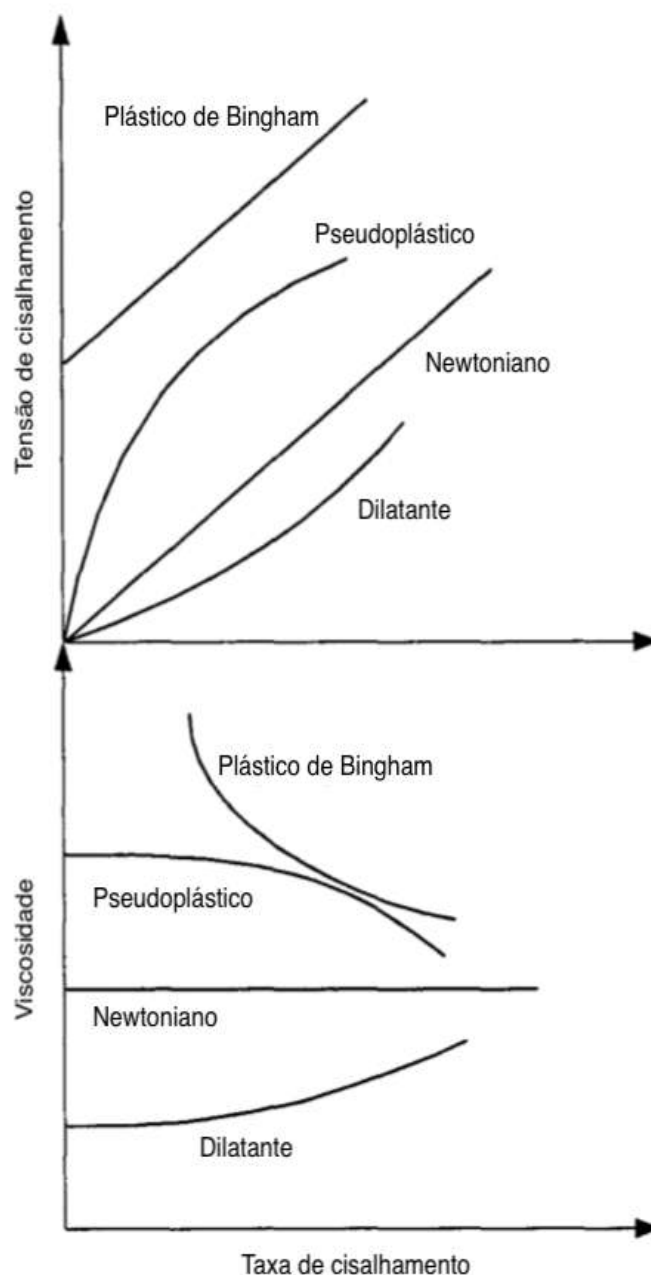 Plástico de Bingham
Pseudoplástico
Newtoniano
Dilatante
Tensão de cisalhamento
Plástico de Bingham
Pseudoplástico
Newtoniano
Dilatante
Viscosidade
Taxa de cisalhamento